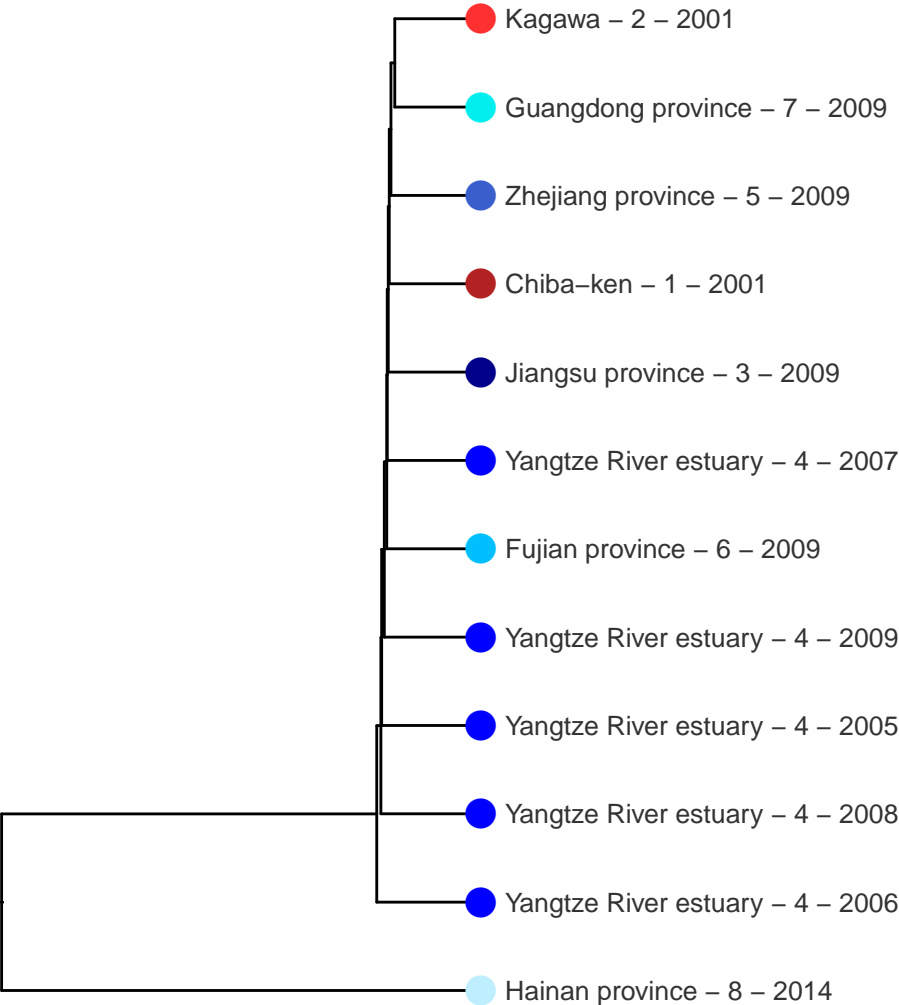 Kagawa – 2 – 2001
Guangdong province – 7 – 2009
Zhejiang province – 5 – 2009
Chiba–ken – 1 – 2001
Jiangsu province – 3 – 2009
Yangtze River estuary – 4 – 2007
Fujian province – 6 – 2009
Yangtze River estuary – 4 – 2009
Yangtze River estuary – 4 – 2005
Yangtze River estuary – 4 – 2008
Yangtze River estuary – 4 – 2006
Hainan province – 8 – 2014